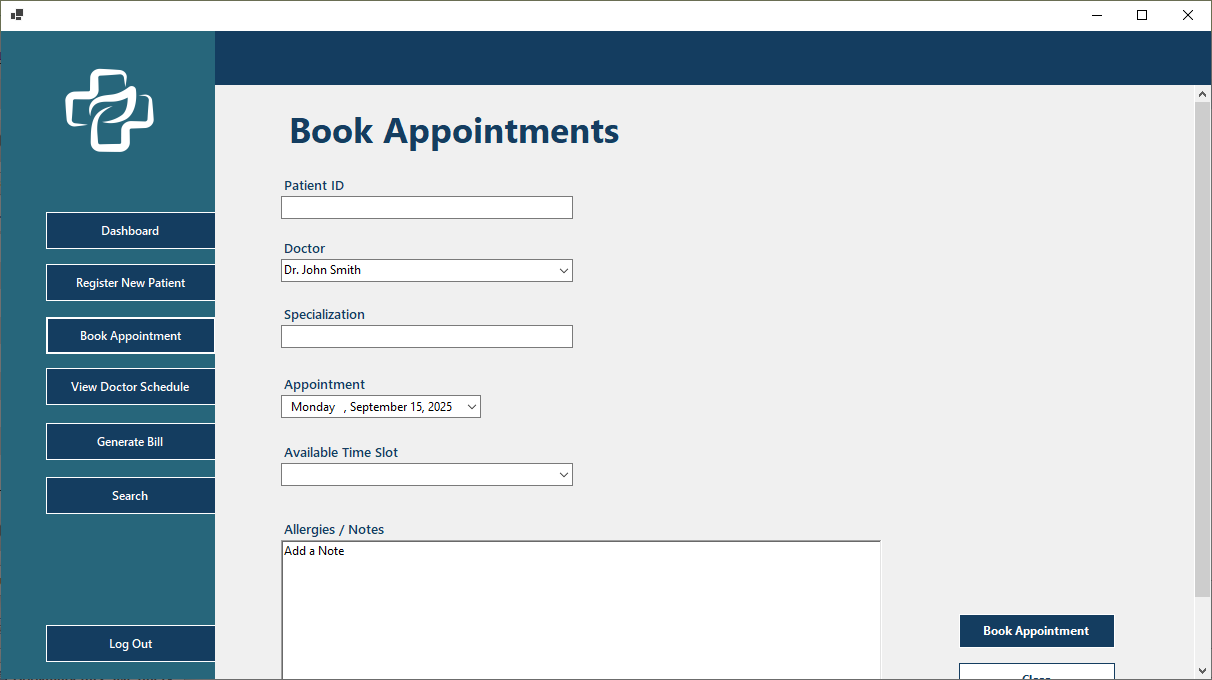 Book Appointments
Dashboard
Register New Patient
Book Appointment
View Doctor Schedule
Generate Bill
Search
Log Out
Patient ID
Doctor
Dr. John Smith
Specialization
Appointment
Monday , September 15, 2025
Available Time Slot
Allergies / Notes
Add a Note
Book Appointment